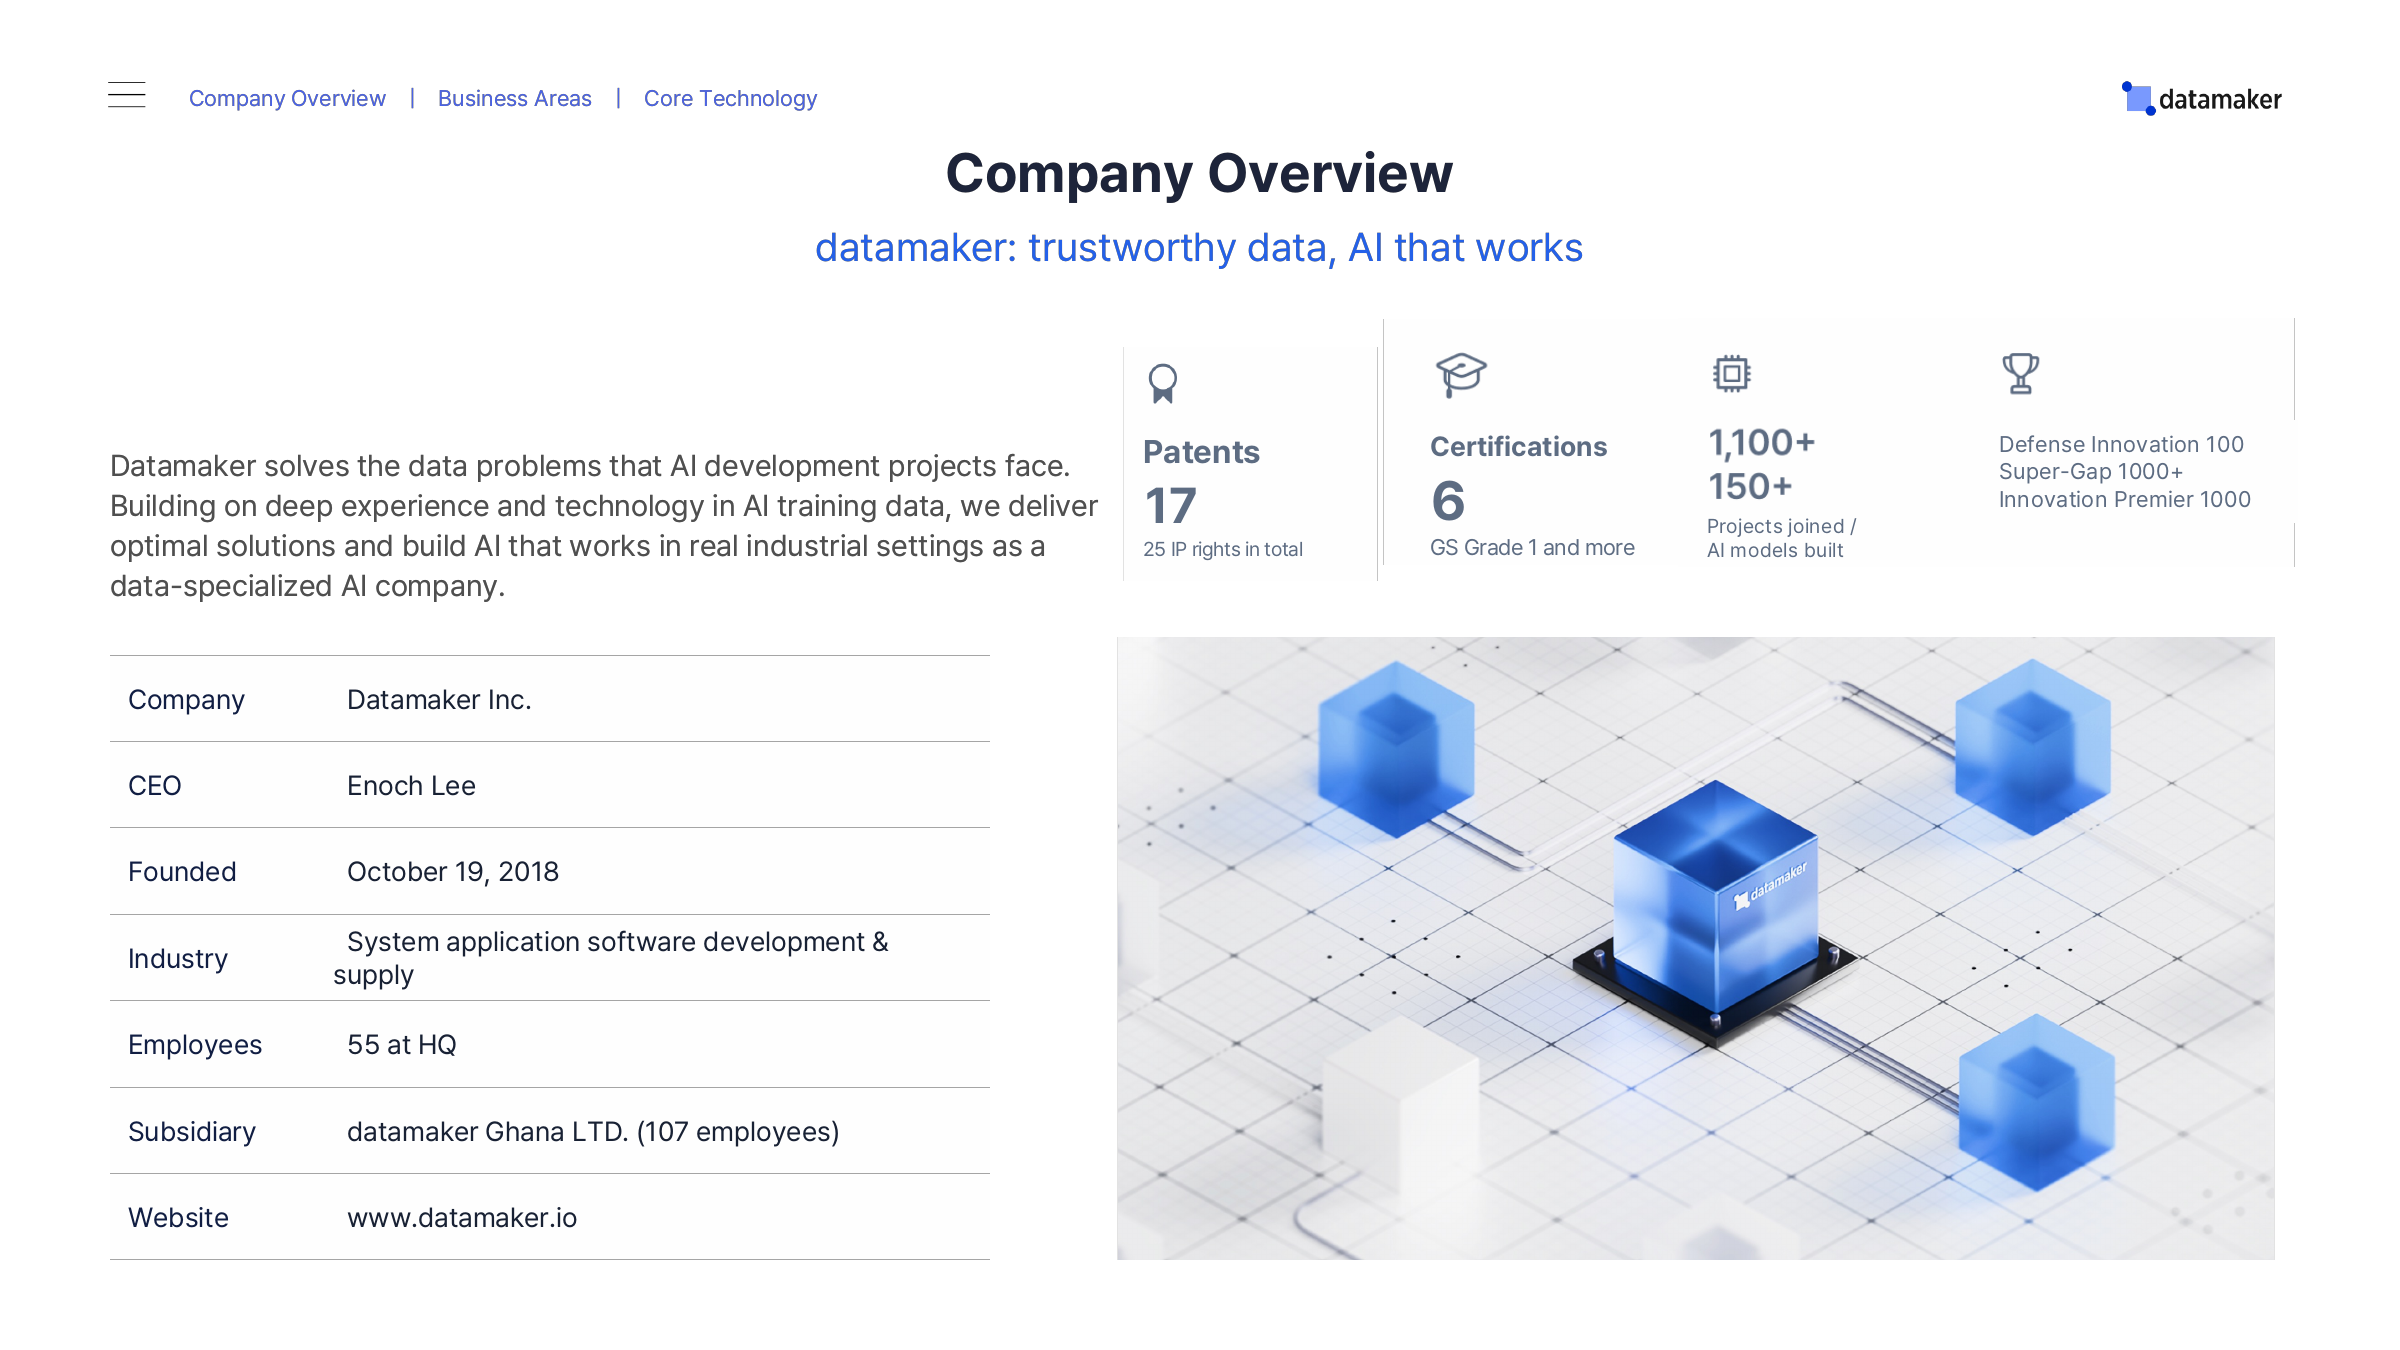 Company Overview | Business Areas | Core Technology
datamaker
Company Overview
datamaker: trustworthy data, AI that works
Datamaker solves the data problems that AI development projects face.
Building on deep experience and technology in AI training data, we deliver
optimal solutions and build AI that works in real industrial settings as a
data-specialized AI company.
Patents
17
25 IP rights in total
Certifications
6
GS Grade 1 and more
1,100+
150+
Projects joined /
AI models built
Defense Innovation 100
Super-Gap 1000+
Innovation Premier 1000
Company Datamaker Inc.
CEO Enoch Lee
Founded October 19, 2018
Industry System application software development &
supply
Employees 55 at HQ
Subsidiary datamaker Ghana LTD. (107 employees)
Website www.datamaker.io
datamaker